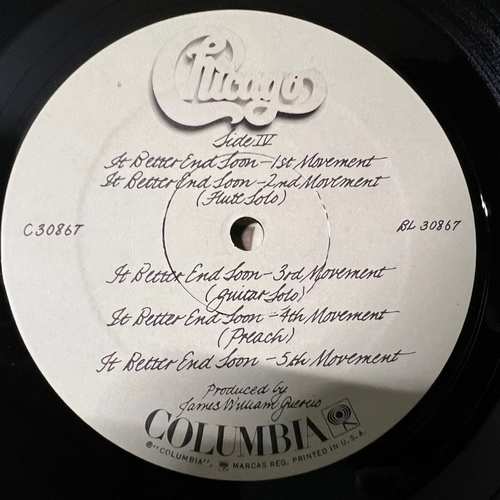 Chicago
Side IV
It Better End Soon - 1st Movement
It Better End Soon - 2nd Movement
(Flute Solo)
C 30867
BL 30867
It Better End Soon - 3rd Movement
(guitar Solo)
It Better End Soon - 4th Movement
(Preach)
It Better End Soon - 5th Movement
Produced by
James William Guercio
COLUMBIA
®"COLUMBIA", MARCAS REG. PRINTED IN U.S.A.